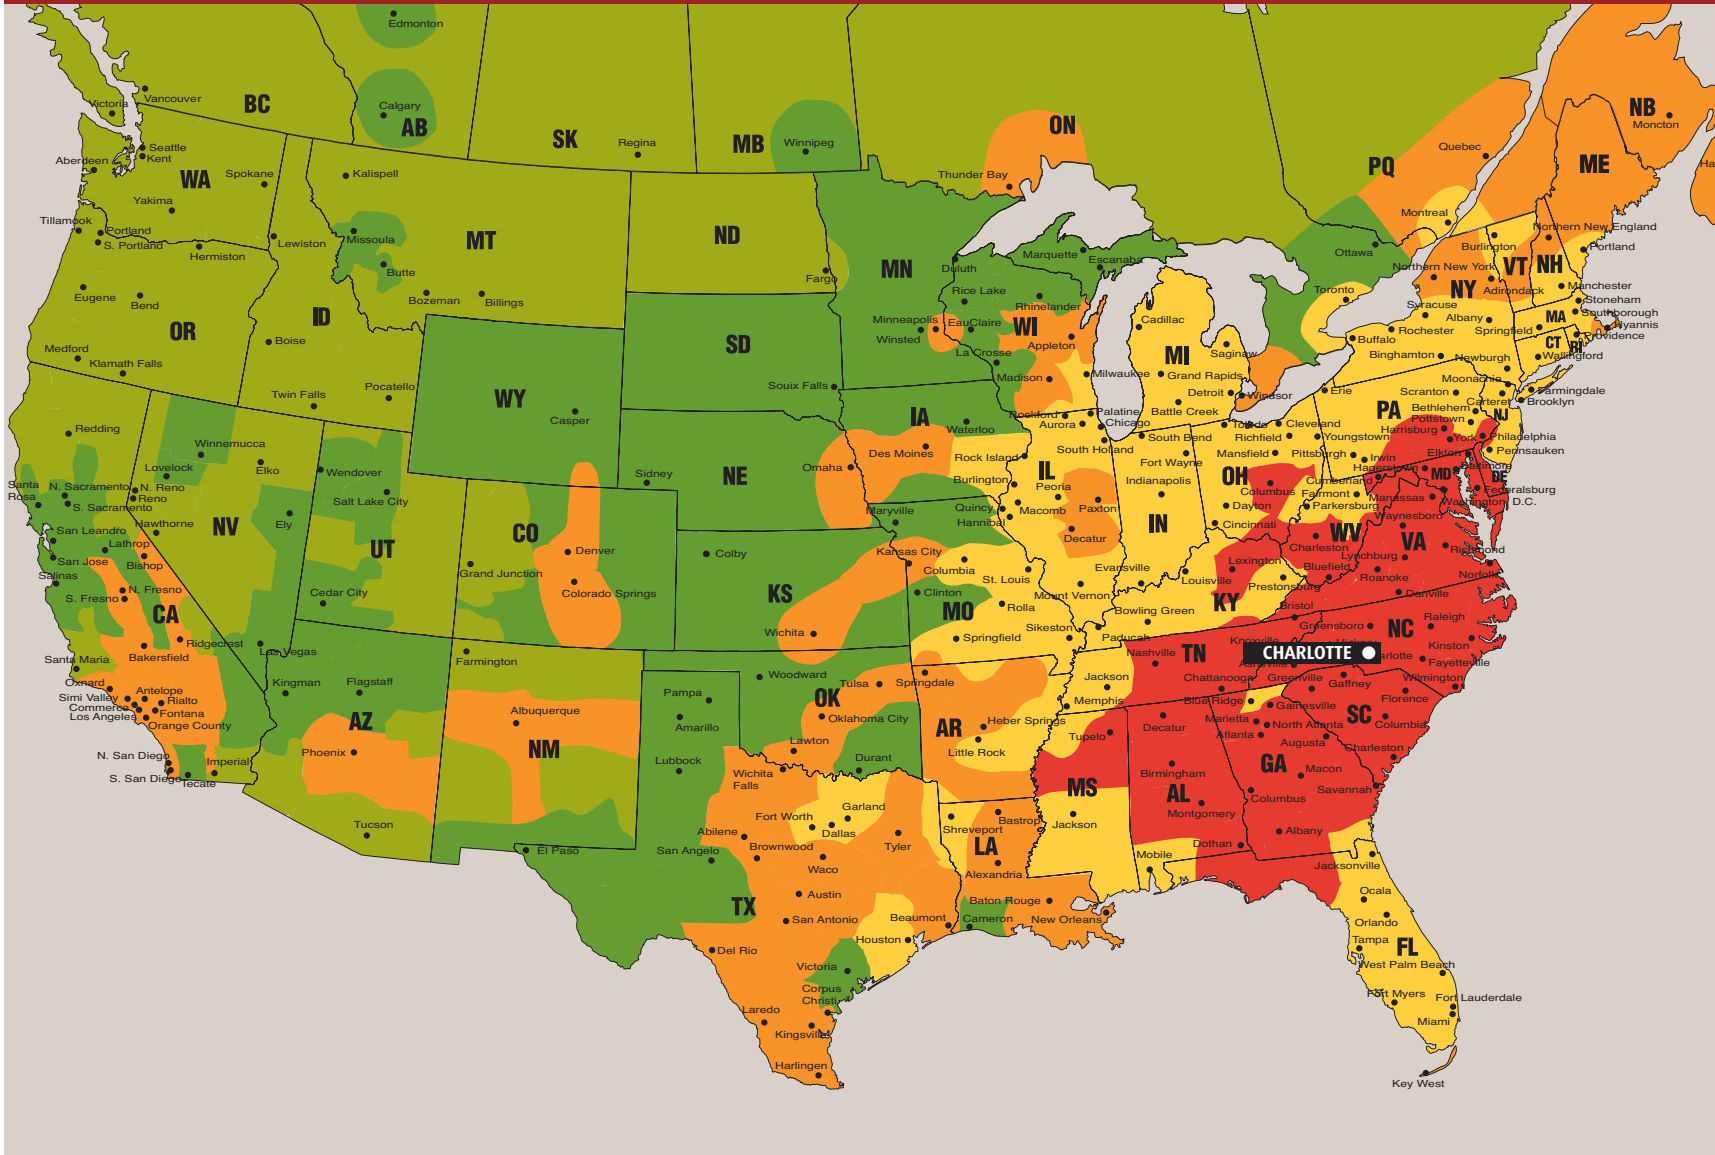 Edmonton
Vancouver
Victoria
BC
Calgary
AB
SK
Regina
MB
Winnipeg
ON
Thunder Bay
PQ
Quebec
Montreal
Ottawa
Toronto
Windsor
NB
Moncton
Ha
ME
Seattle
Kent
Aberdeen
WA
Spokane
Yakima
Tillamook
Portland
S. Portland
Hermiston
Lewiston
Eugene
Bend
OR
Medford
Klamath Falls
Kalispell
Missoula
MT
Butte
Bozeman
Billings
ID
Boise
Twin Falls
Pocatello
ND
Fargo
SD
Souix Falls
WY
Casper
MN
Duluth
Minneapolis
Winsted
Marquette
Escanaba
Rice Lake
Rhinelander
EauClaire
WI
Appleton
La Crosse
Madison
Milwaukee
Cadillac
MI
Saginaw
Grand Rapids
Detroit
Battle Creek
Northern New England
Burlington
VT
NH
Portland
Northern New York
NY
Adirondack
Manchester
Stoneham
Southborough
Hyannis
MA
Syracuse
Albany
Springfield
Providence
Rochester
Buffalo
CT
RI
Wallingford
Binghamton
Newburgh
Moonachie
Farmingdale
Brooklyn
Erie
Scranton
Carteret
NJ
PA
Bethlehem
Pottstown
Harrisburg
York
Philadelphia
Pennsauken
Pittsburgh
Irwin
Elkton
Hagerstown
MD
Baltimore
DE
Cumberland
Federalsburg
Washington D.C.
Manassas
Redding
Winnemucca
Lovelock
Elko
Wendover
Salt Lake City
Santa
Rosa
N. Sacramento
S. Sacramento
N. Reno
Reno
Hawthorne
Ely
NV
UT
San Leandro
Lathrop
San Jose
Bishop
Salinas
N. Fresno
S. Fresno
CA
Cedar City
Ridgecrest
Bakersfield
Las Vegas
Santa Maria
Oxnard
Simi Valley
Antelope
Rialto
Commerce
Fontana
Los Angeles
Orange County
N. San Diego
S. San Diego
Tecate
Imperial
Kingman
Flagstaff
AZ
Phoenix
Tucson
Farmington
Albuquerque
NM
CO
Denver
Grand Junction
Colorado Springs
Sidney
NE
Omaha
IA
Waterloo
Des Moines
Colby
KS
Wichita
Maryville
Kansas City
Columbia
Clinton
MO
St. Louis
Rolla
Springfield
Sikeston
Quincy
Hannibal
Rockford
Palatine
Aurora
Chicago
South Holland
Rock Island
IL
Burlington
Peoria
Macomb
Paxton
Decatur
Mount Vernon
South Bend
Fort Wayne
Indianapolis
IN
Evansville
Toledo
Cleveland
Richfield
Youngstown
Mansfield
OH
Columbus
Dayton
Cincinnati
Fairmont
Parkersburg
WV
Charleston
Bluefield
Waynesboro
VA
Richmond
Lynchburg
Roanoke
Norfolk
Danville
Lexington
Louisville
Prestonsburg
KY
Bowling Green
Paducah
Bristol
Knoxville
Nashville
TN
Chattanooga
Jackson
Memphis
Greensboro
Raleigh
NC
Kinston
CHARLOTTE
Fayetteville
Wilmington
Greenville
Gaffney
Florence
SC
Columbia
Charleston
Blue Ridge
Gainesville
Marietta
North Atlanta
Atlanta
Augusta
GA
Macon
Savannah
Columbus
Albany
Tupelo
MS
Jackson
Decatur
Birmingham
AL
Montgomery
Dothan
Mobile
Woodward
Tulsa
OK
Oklahoma City
Lawton
Durant
Springdale
AR
Heber Springs
Little Rock
Pampa
Amarillo
Lubbock
Wichita
Falls
Garland
Fort Worth
Dallas
Abilene
Brownwood
Tyler
Waco
El Paso
San Angelo
TX
Austin
San Antonio
Del Rio
Houston
Beaumont
Victoria
Corpus
Christi
Laredo
Kingsville
Harlingen
Shreveport
Bastrop
LA
Alexandria
Baton Rouge
Cameron
New Orleans
Jacksonville
Ocala
Orlando
Tampa
FL
West Palm Beach
Fort Myers
Fort Lauderdale
Miami
Key West